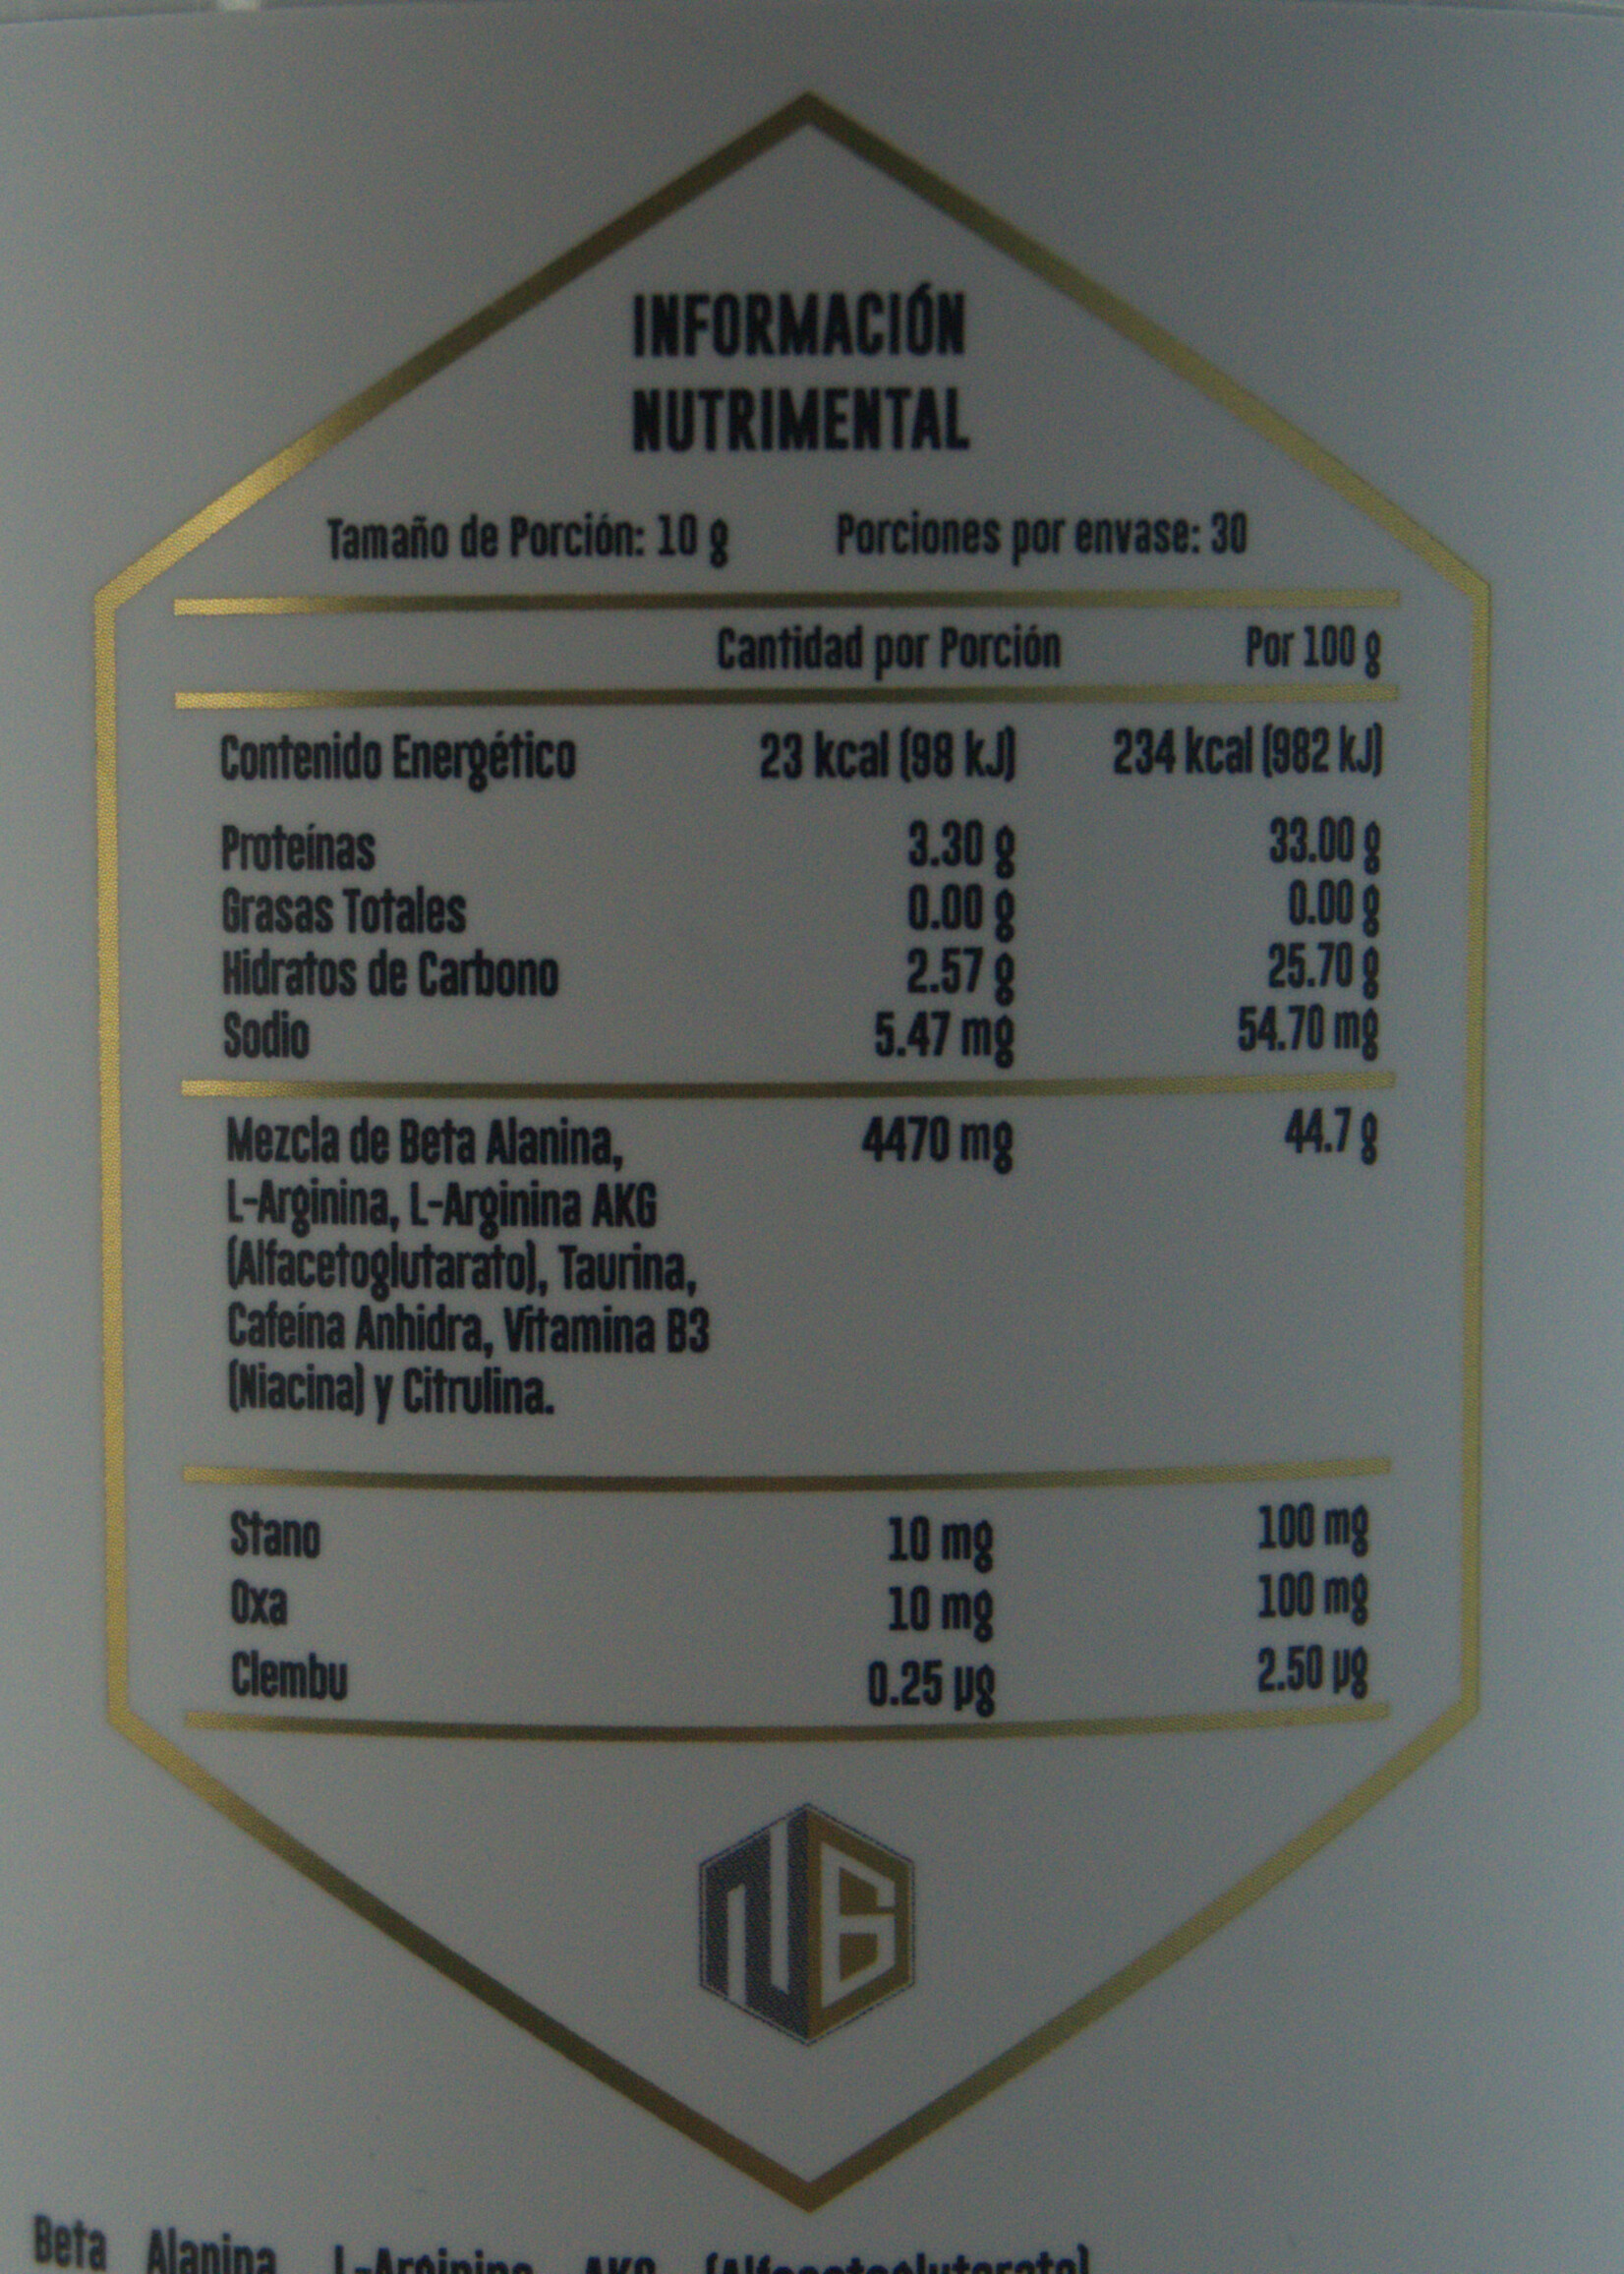 INFORMACIÓN
NUTRIMENTAL
Tamaño de Porción: 10 g Porciones por envase: 30
Cantidad por Porción Por 100 g
Contenido Energético 23 kcal (98 kJ) 234 kcal (982 kJ)
Proteínas 3.30 g 33.00 g
Grasas Totales 0.00 g 0.00 g
Hidratos de Carbono 2.57 g 25.70 g
Sodio 5.47 mg 54.70 mg
Mezcla de Beta Alanina, 4470 mg 44.7 g
L-Arginina, L-Arginina AKG
(Alfacetoglutarato), Taurina,
Cafeína Anhidra, Vitamina B3
(Niacina) y Citrulina.
Stano 10 mg 100 mg
Oxa 10 mg 100 mg
Clembu 0.25 µg 2.50 µg
Beta Alanina L-Arginina AKG (Alfacetoglutarato)